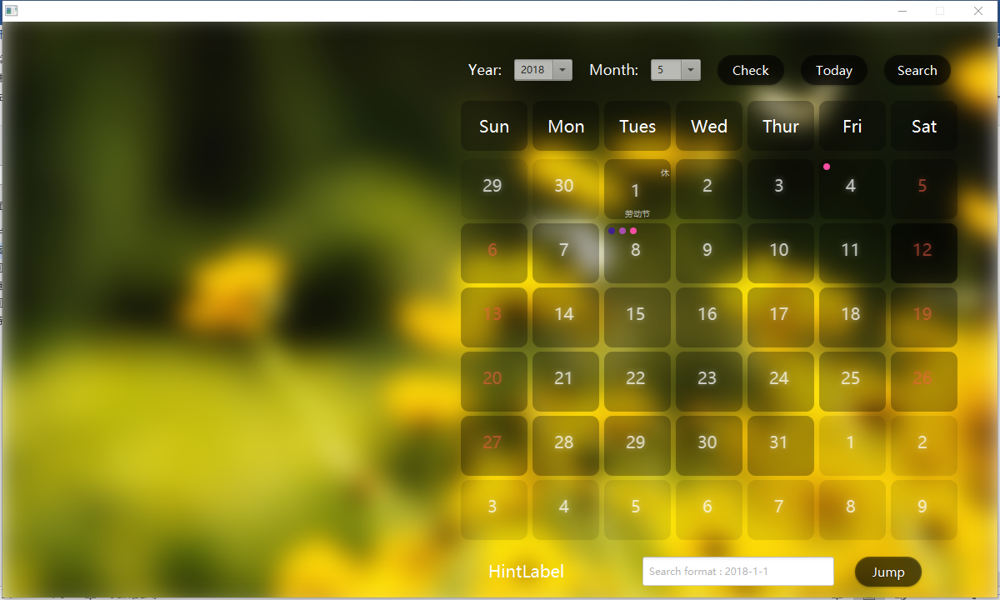 Year: 2018 Month: 5 Check Today Search
Sun Mon Tues Wed Thur Fri Sat
休
29 30 1 2 3 4 5
劳动节
6 7 8 9 10 11 12
13 14 15 16 17 18 19
20 21 22 23 24 25 26
27 28 29 30 31 1 2
3 4 5 6 7 8 9
HintLabel Search format : 2018-1-1 Jump